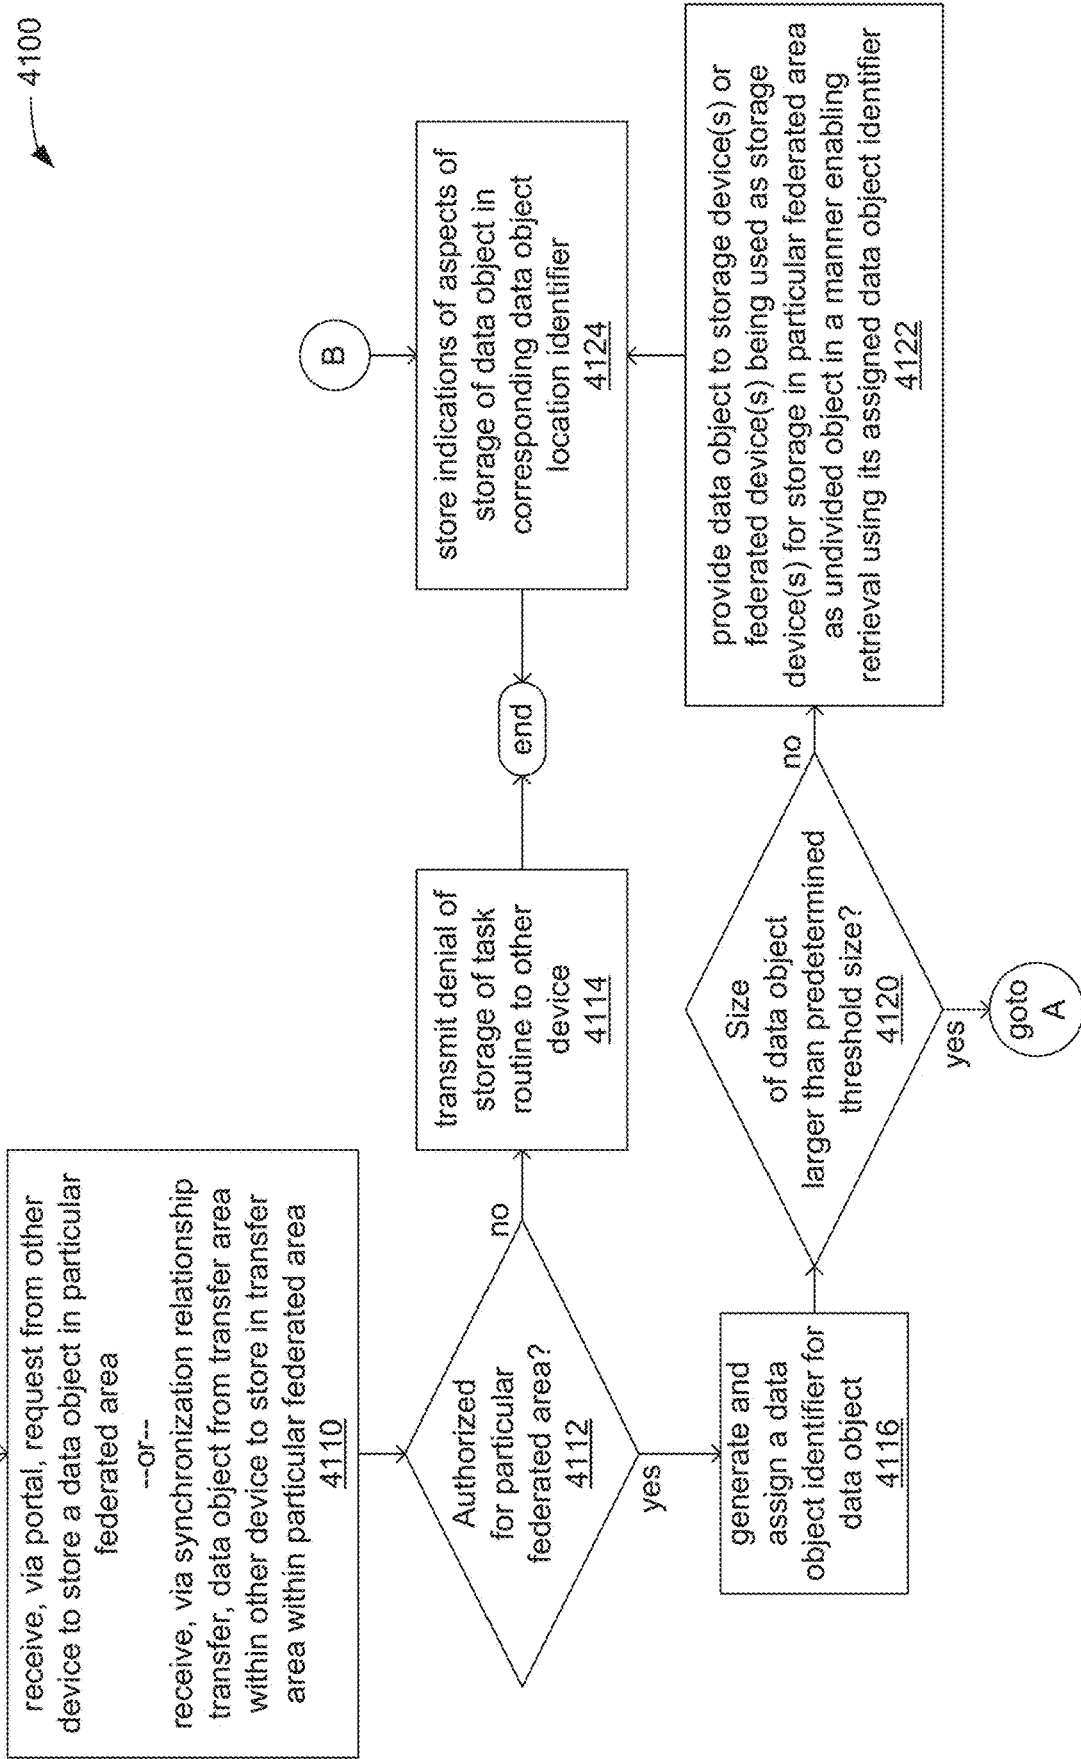 4100
receive, via portal, request from other
device to store a data object in particular
federated area
--or--
receive, via synchronization relationship
transfer, data object from transfer area
within other device to store in transfer
area within particular federated area
4110
Authorized
for particular
federated area?
4112
no
yes
transmit denial of
storage of task
routine to other
device
4114
end
generate and
assign a data
object identifier for
data object
4116
Size
of data object
larger than predetermined
threshold size?
4120
no
yes
goto
A
provide data object to storage device(s) or
federated device(s) being used as storage
device(s) for storage in particular federated area
as undivided object in a manner enabling
retrieval using its assigned data object identifier
4122
B
store indications of aspects of
storage of data object in
corresponding data object
location identifier
4124